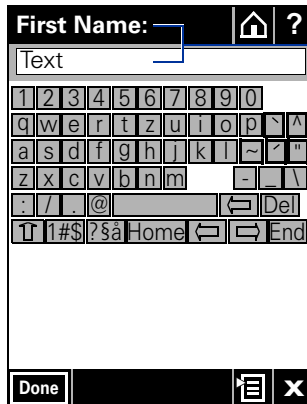 First Name: ?
Text
1 2 3 4 5 6 7 8 9 0
q w e r t z u i o p ` ^
a s d f g h j k l ~ ´ "
z x c v b n m - _ \
: / . @ ⇦ Del
⇧ 1#$ ?§å Home ⇦ ⇨ End
Done x